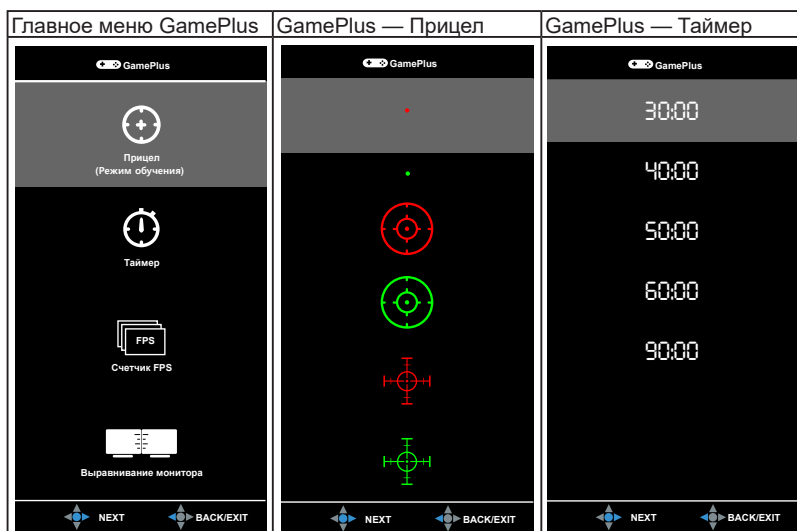 Главное меню GamePlus
GamePlus — Прицел
GamePlus — Таймер
GamePlus
Прицел
(Режим обучения)
Таймер
FPS
Счетчик FPS
Выравнивание монитора
NEXT BACK/EXIT
GamePlus
NEXT BACK/EXIT
GamePlus
30:00
40:00
50:00
60:00
90:00
NEXT BACK/EXIT